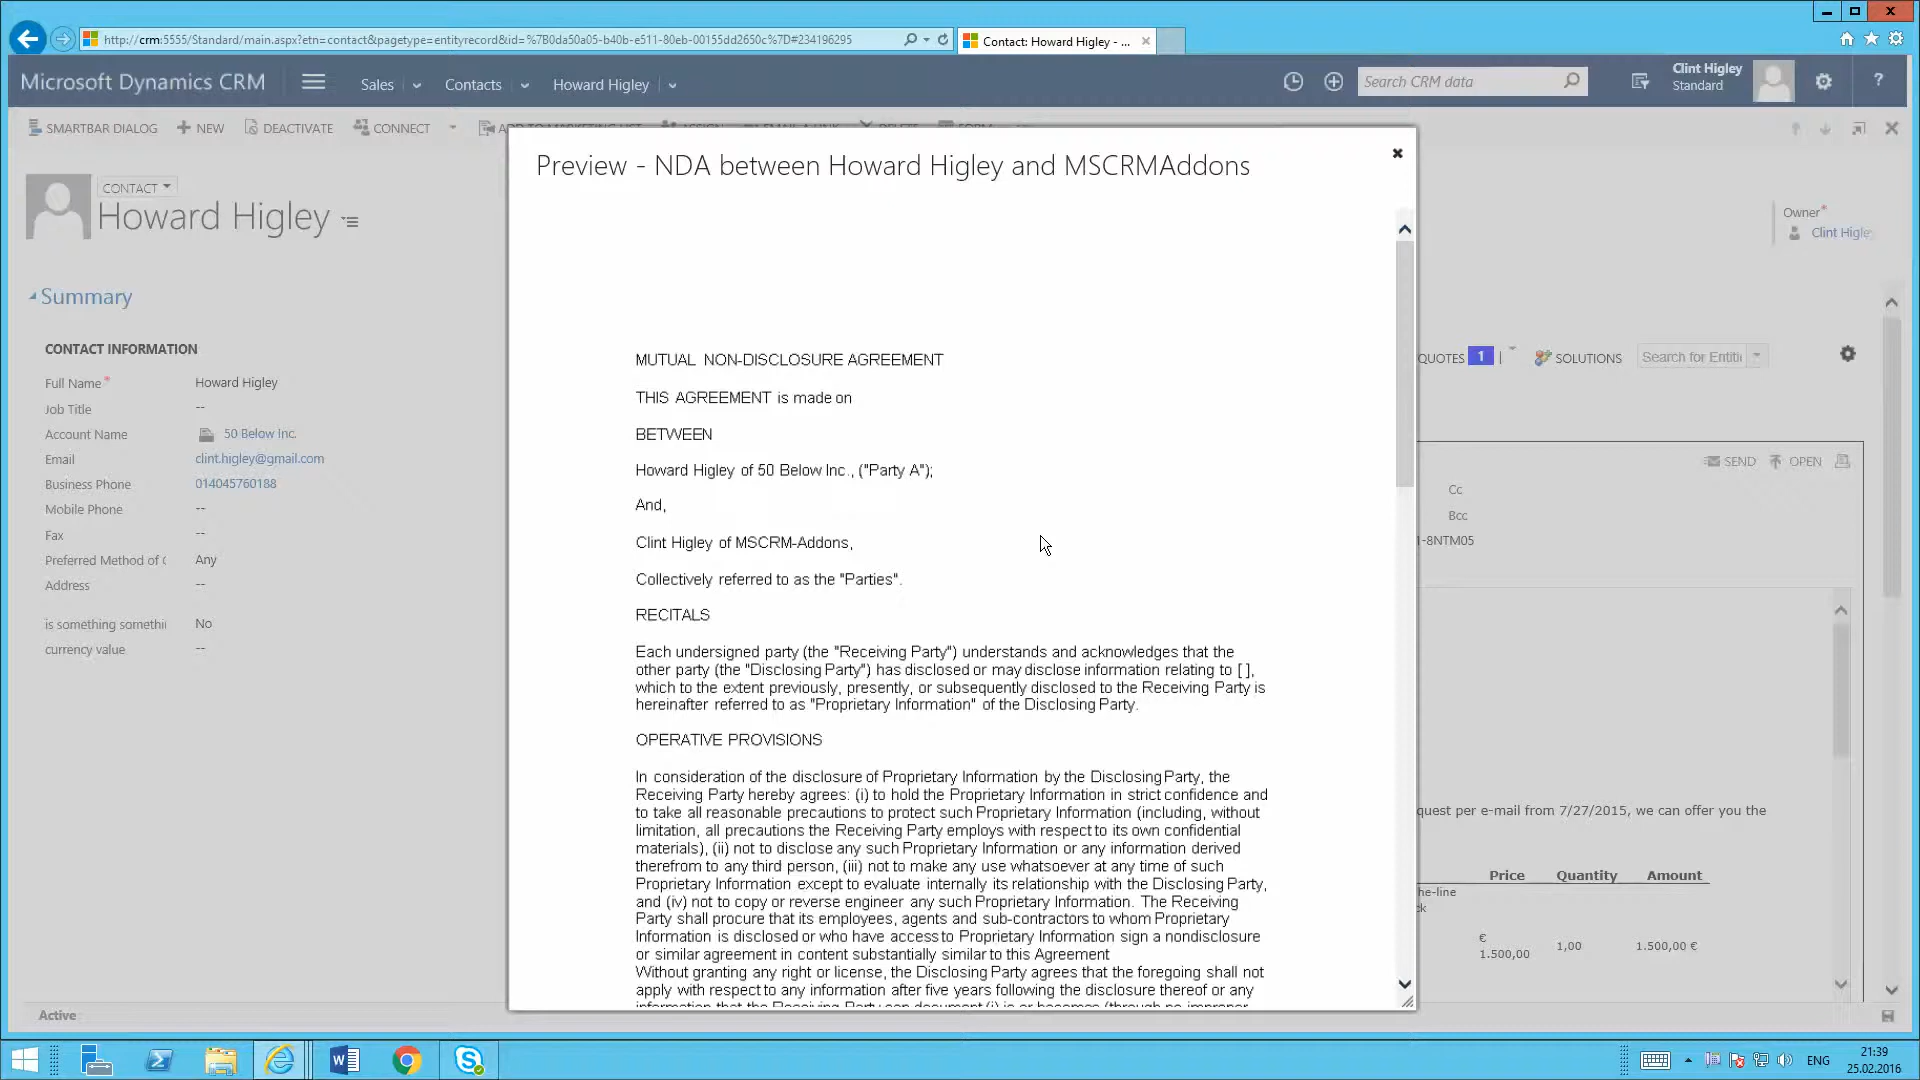 http://crm:5555/Standard/main.aspx?etn=contact&pagetype=entityrecord&id=%7B0da50a05-b40b-e511-80eb-00155dd2650c%7D#234196295
Contact: Howard Higley - ...
Microsoft Dynamics CRM
Sales
Contacts
Howard Higley
Search CRM data
Clint Higley
Standard
?
SMARTBAR DIALOG
NEW
DEACTIVATE
CONNECT
CONTACT
Howard Higley
Owner*
Clint Higle
Summary
CONTACT INFORMATION
Full Name* Howard Higley
Job Title --
Account Name 50 Below Inc.
Email clint.higley@gmail.com
Business Phone 014045760188
Mobile Phone --
Fax --
Preferred Method of C Any
Address --
is something somethi No
currency value --
Active
Preview - NDA between Howard Higley and MSCRMAddons
MUTUAL NON-DISCLOSURE AGREEMENT
THIS AGREEMENT is made on
BETWEEN
Howard Higley of 50 Below Inc., ("Party A");
And,
Clint Higley of MSCRM-Addons,
Collectively referred to as the "Parties".
RECITALS
Each undersigned party (the "Receiving Party") understands and acknowledges that the
other party (the "Disclosing Party") has disclosed or may disclose information relating to [ ],
which to the extent previously, presently, or subsequently disclosed to the Receiving Party is
hereinafter referred to as "Proprietary Information" of the Disclosing Party.
OPERATIVE PROVISIONS
In consideration of the disclosure of Proprietary Information by the Disclosing Party, the
Receiving Party hereby agrees: (i) to hold the Proprietary Information in strict confidence and
to take all reasonable precautions to protect such Proprietary Information (including, without
limitation, all precautions the Receiving Party employs with respect to its own confidential
materials), (ii) not to disclose any such Proprietary Information or any information derived
therefrom to any third person, (iii) not to make any use whatsoever at any time of such
Proprietary Information except to evaluate internally its relationship with the Disclosing Party,
and (iv) not to copy or reverse engineer any such Proprietary Information. The Receiving
Party shall procure that its employees, agents and sub-contractors to whom Proprietary
Information is disclosed or who have access to Proprietary Information sign a nondisclosure
or similar agreement in content substantially similar to this Agreement
Without granting any right or license, the Disclosing Party agrees that the foregoing shall not
apply with respect to any information after five years following the disclosure thereof or any
QUOTES 1 |
SOLUTIONS
Search for Entiti
SEND
OPEN
Cc
Bcc
-8NTM05
quest per e-mail from 7/27/2015, we can offer you the
Price Quantity Amount
he-line
ck
€
1.500,00
1,00
1.500,00 €
ENG
21:39
25.02.2016